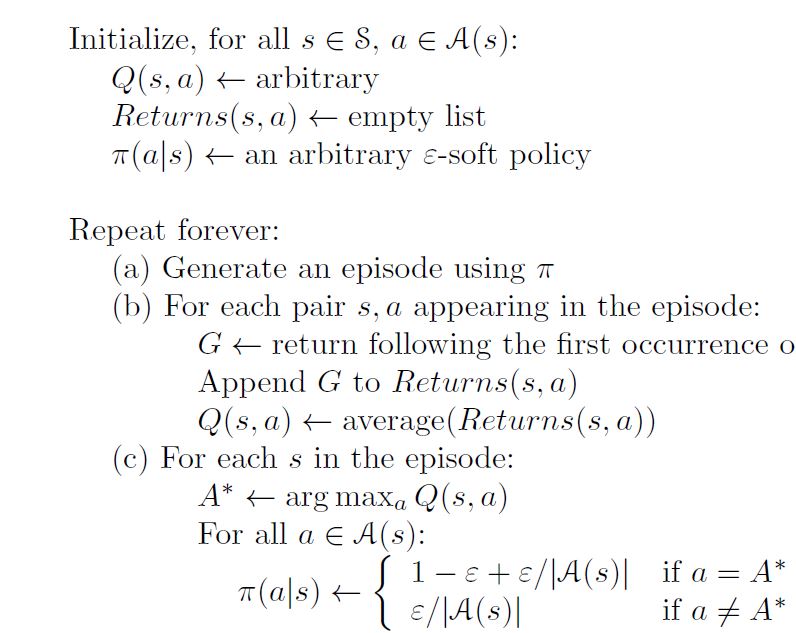 Initialize, for all s ∈ 𝒮, a ∈ 𝒜(s):
Q(s, a) ← arbitrary
Returns(s, a) ← empty list
π(a|s) ← an arbitrary ε-soft policy
Repeat forever:
(a) Generate an episode using π
(b) For each pair s, a appearing in the episode:
G ← return following the first occurrence o
Append G to Returns(s, a)
Q(s, a) ← average(Returns(s, a))
(c) For each s in the episode:
A* ← arg maxₐ Q(s, a)
For all a ∈ 𝒜(s):
π(a|s) ← { 1 − ε + ε/|𝒜(s)| if a = A*
ε/|𝒜(s)| if a ≠ A*